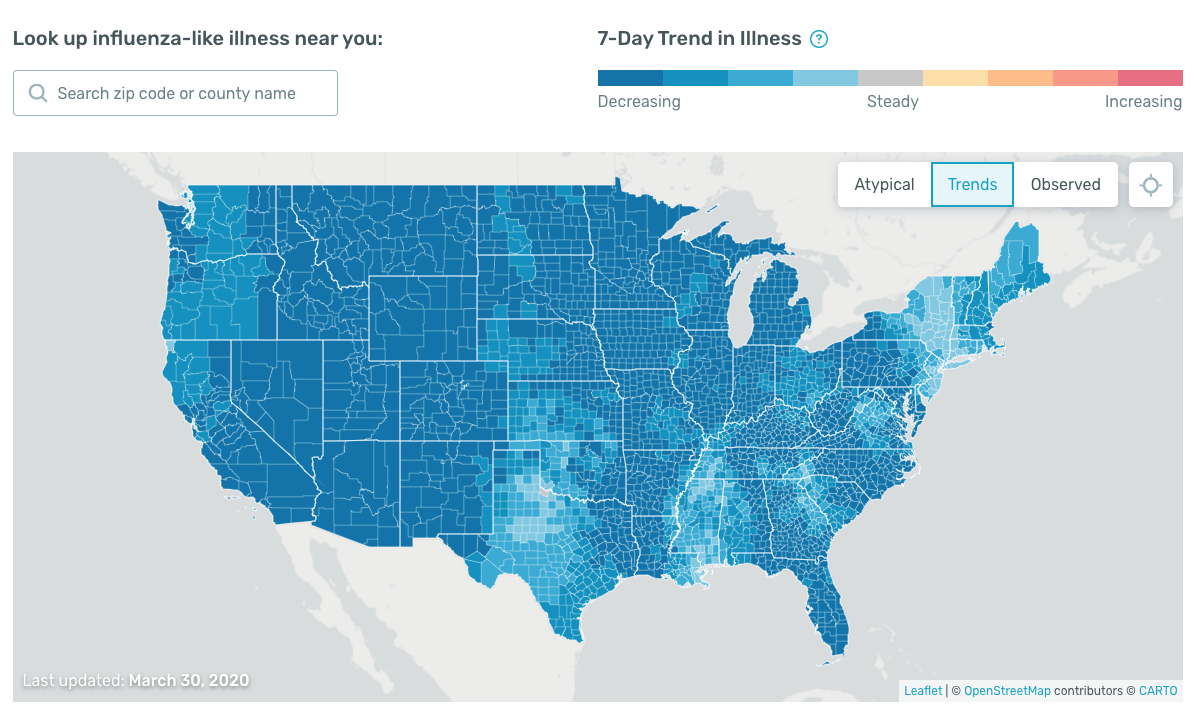 Look up influenza-like illness near you:
Search zip code or county name
7-Day Trend in Illness ?
Decreasing Steady Increasing
Atypical Trends Observed
Last updated: March 30, 2020
Leaflet | © OpenStreetMap contributors © CARTO